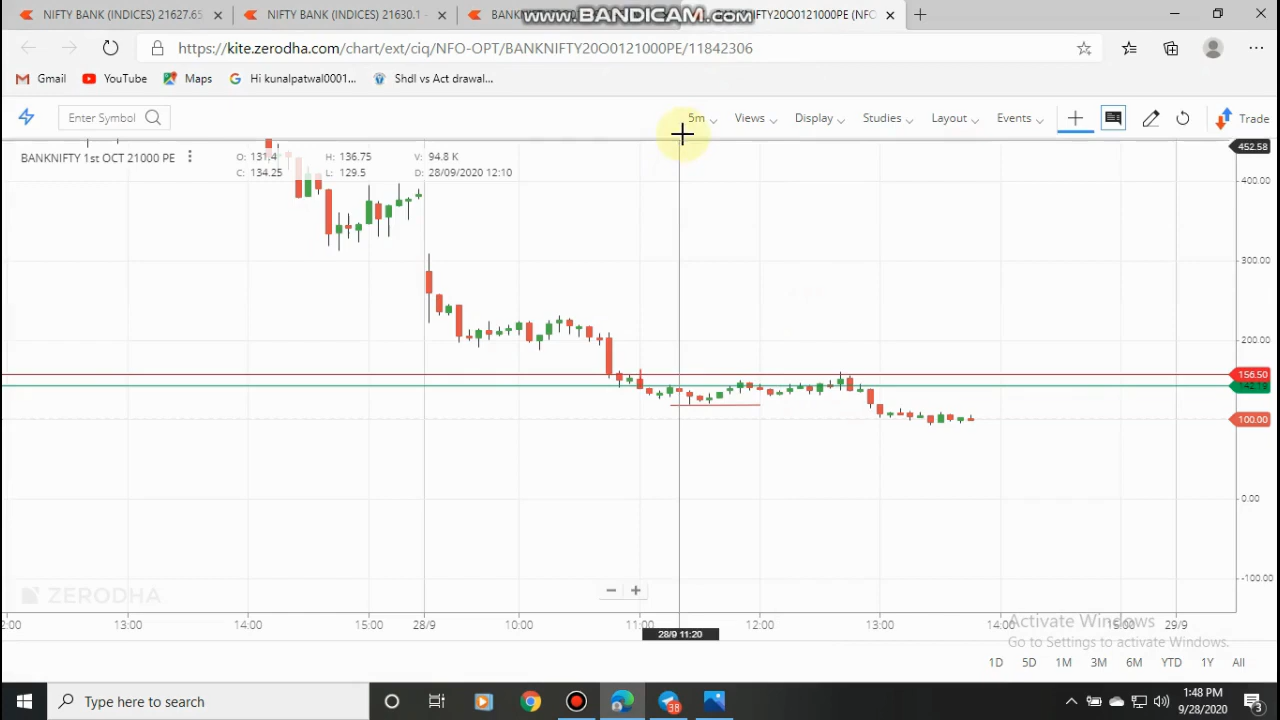 NIFTY BANK (INDICES) 21627.65
NIFTY BANK (INDICES) 21630.1 -
www.BANDICAM.com
https://kite.zerodha.com/chart/ext/ciq/NFO-OPT/BANKNIFTY20O0121000PE/11842306
Gmail YouTube Maps Hi kunalpatwal0001... Shdl vs Act drawal...
Enter Symbol 5m Views Display Studies Layout Events Trade
BANKNIFTY 1st OCT 21000 PE O: 131.4 H: 136.75 V: 94.8 K
C: 134.25 L: 129.5 D: 28/09/2020 12:10
452.58
400.00
300.00
200.00
156.50
100.00
0.00
-100.00
ZERODHA
13:00 14:00 15:00 28/9 10:00 11:00 12:00 13:00 14:00 15:00 29/9
28/9 11:20
Activate Windows
Go to Settings to activate Windows.
1D 5D 1M 3M 6M YTD 1Y All
Type here to search 38 1:48 PM
9/28/2020 3